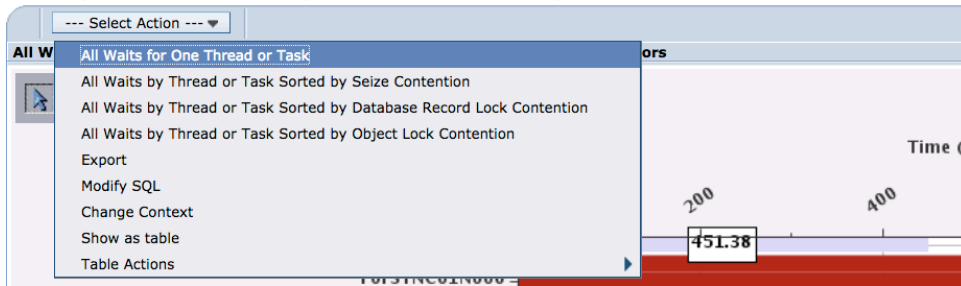 --- Select Action ---
All W
ors
All Waits for One Thread or Task
All Waits by Thread or Task Sorted by Seize Contention
All Waits by Thread or Task Sorted by Database Record Lock Contention
All Waits by Thread or Task Sorted by Object Lock Contention
Export
Modify SQL
Change Context
Show as table
Table Actions
Time (
200
400
451.38